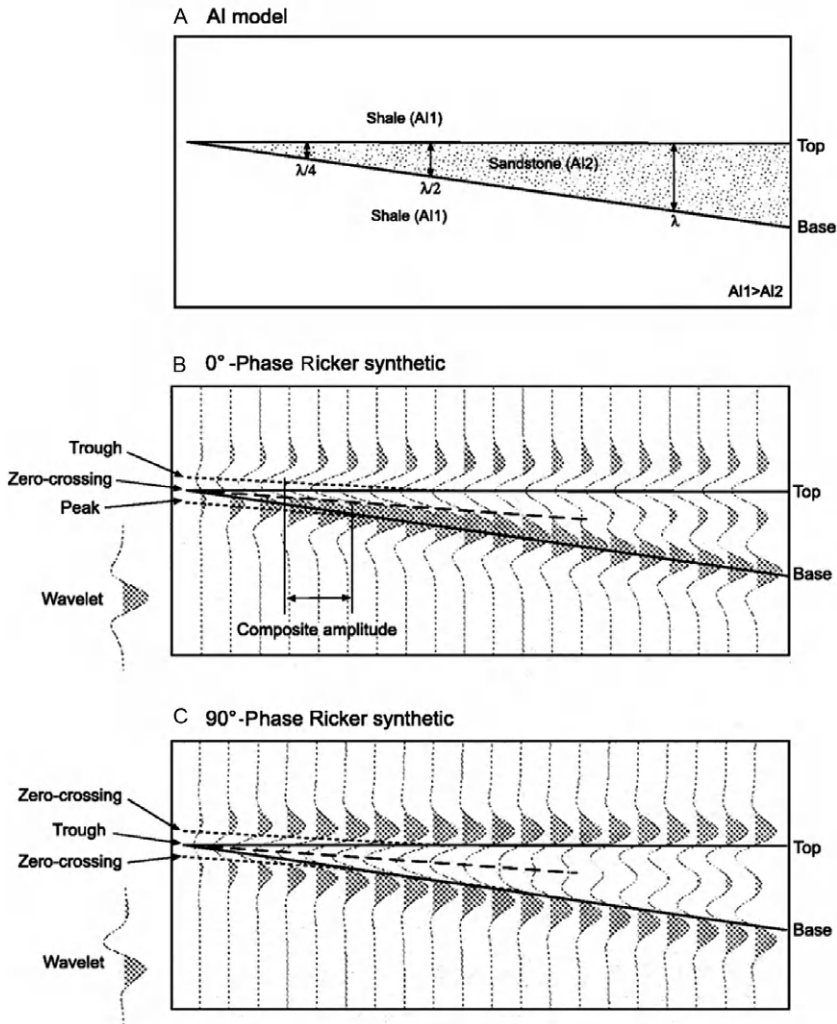 A AI model
Shale (AI1)
Top
Sandstone (AI2)
λ/4
λ/2
Shale (AI1)
λ
Base
AI1>AI2
B 0°-Phase Ricker synthetic
Trough
Zero-crossing
Top
Peak
Base
Wavelet
Composite amplitude
C 90°-Phase Ricker synthetic
Zero-crossing
Trough
Top
Zero-crossing
Base
Wavelet